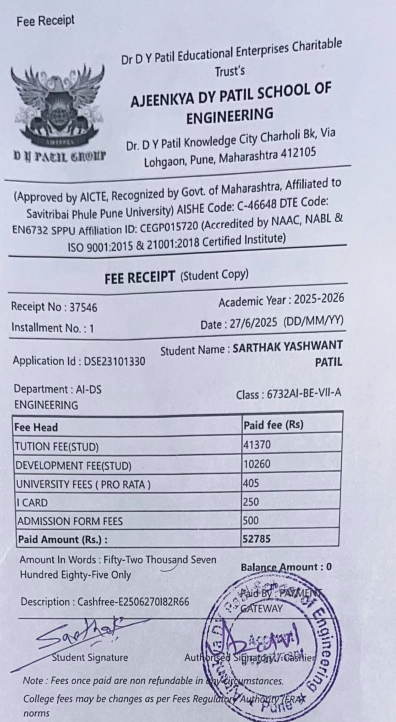 Fee Receipt
Dr D Y Patil Educational Enterprises Charitable
Trust's
AJEENKYA DY PATIL SCHOOL OF
ENGINEERING
Dr. D Y Patil Knowledge City Charholi Bk, Via
Lohgaon, Pune, Maharashtra 412105
D Y PATIL GROUP
(Approved by AICTE, Recognized by Govt. of Maharashtra, Affiliated to
Savitribai Phule Pune University) AISHE Code: C-46648 DTE Code:
EN6732 SPPU Affiliation ID: CEGP015720 (Accredited by NAAC, NABL &
ISO 9001:2015 & 21001:2018 Certified Institute)
FEE RECEIPT (Student Copy)
Receipt No : 37546 Academic Year : 2025-2026
Installment No. : 1 Date : 27/6/2025 (DD/MM/YY)
Application Id : DSE23101330 Student Name : SARTHAK YASHWANT
PATIL
Department : AI-DS Class : 6732AI-BE-VII-A
ENGINEERING
Fee Head Paid fee (Rs)
TUTION FEE(STUD) 41370
DEVELOPMENT FEE(STUD) 10260
UNIVERSITY FEES ( PRO RATA ) 405
I CARD 250
ADMISSION FORM FEES 500
Paid Amount (Rs.) : 52785
Amount In Words : Fifty-Two Thousand Seven Balance Amount : 0
Hundred Eighty-Five Only
Paid By : PAYMENT
GATEWAY
Description : Cashfree-E2506270I82R66
Sarthak
Student Signature Authorised Signatory/ Cashier
Note : Fees once paid are non refundable in any circumstances.
College fees may be changes as per Fees Regulatory Authority (FRA)
norms
of Engineering
Pune